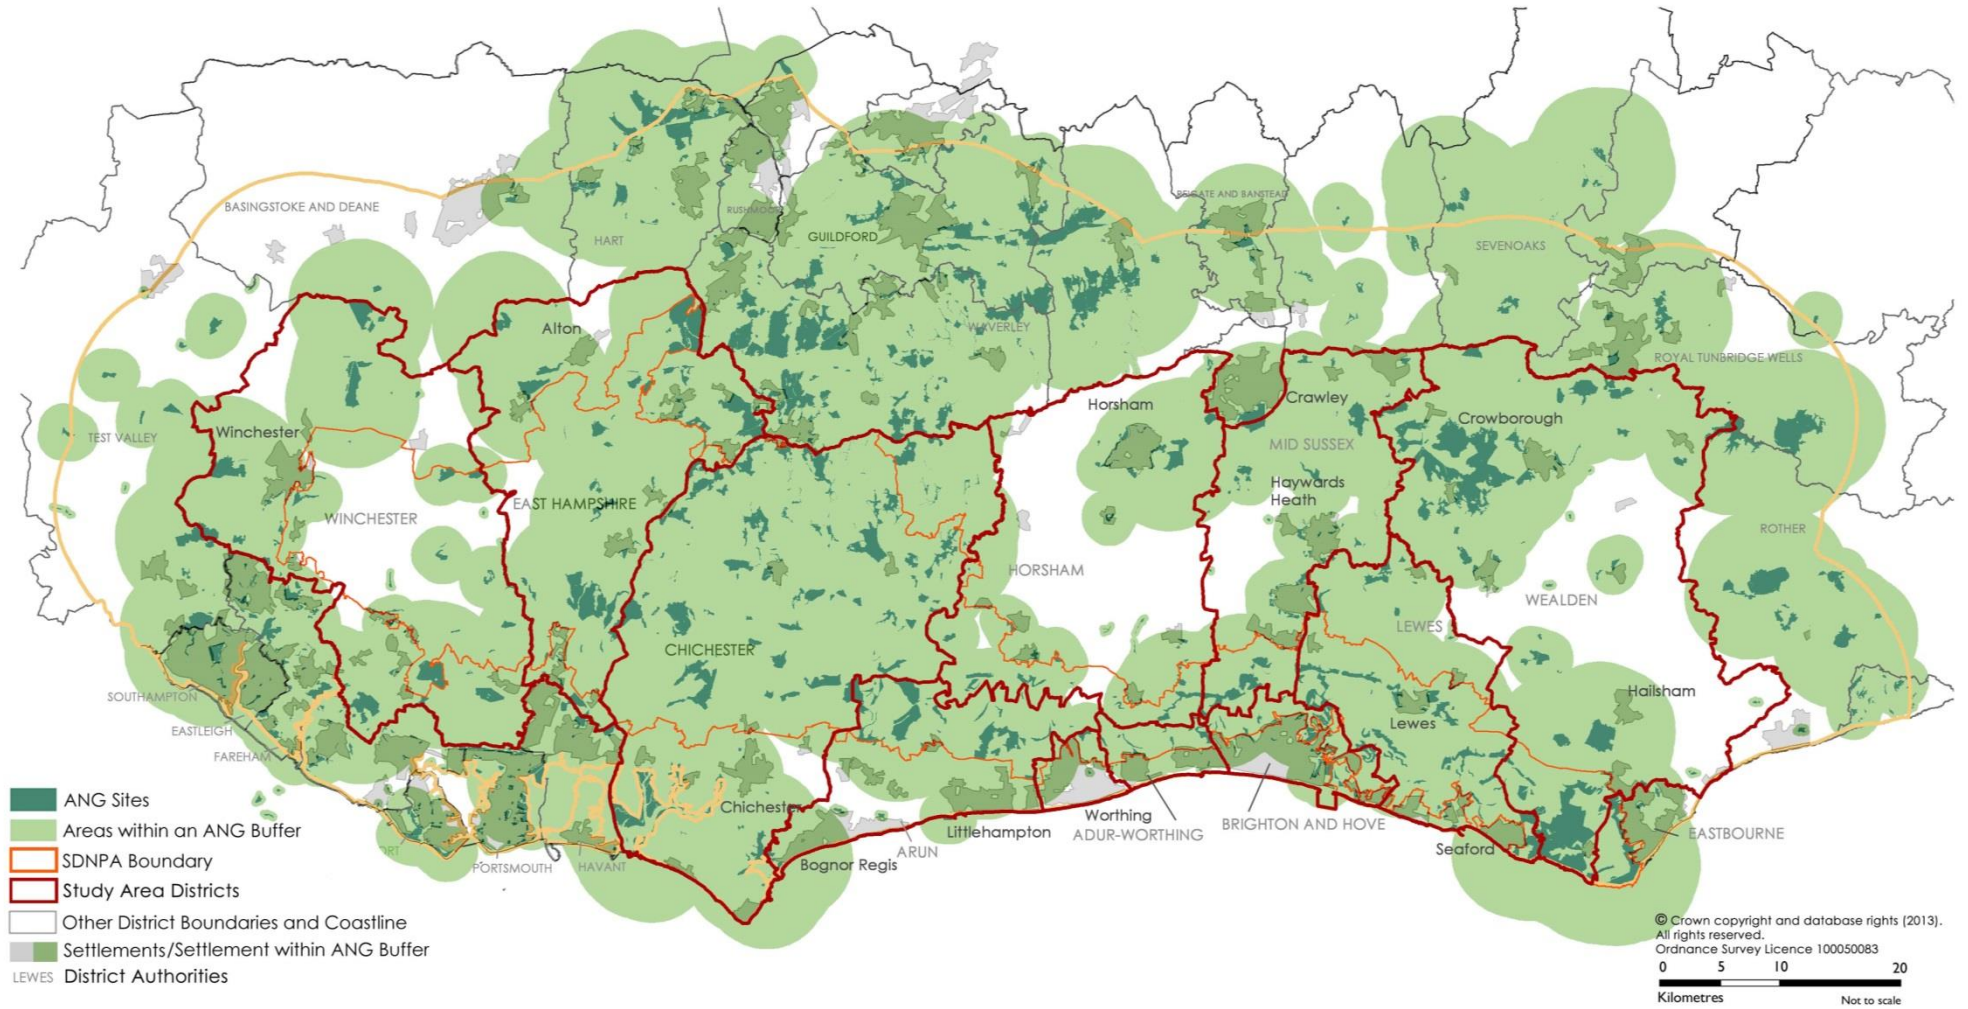 BASINGSTOKE AND DEANE
HART
RUSHMOOR
GUILDFORD
REIGATE AND BANSTEAD
SEVENOAKS
Alton
WAVERLEY
ROYAL TUNBRIDGE WELLS
Horsham
Crawley
Crowborough
TEST VALLEY
Winchester
MID SUSSEX
Haywards
Heath
WINCHESTER
EAST HAMPSHIRE
ROTHER
HORSHAM
WEALDEN
LEWES
CHICHESTER
SOUTHAMPTON
Hailsham
EASTLEIGH
Lewes
FAREHAM
Chichester
Worthing
Littlehampton
ADUR-WORTHING
BRIGHTON AND HOVE
EASTBOURNE
PORTSMOUTH
HAVANT
Bognor Regis
ARUN
Seaford
ANG Sites
Areas within an ANG Buffer
SDNPA Boundary
Study Area Districts
Other District Boundaries and Coastline
Settlements/Settlement within ANG Buffer
LEWES District Authorities
© Crown copyright and database rights (2013).
All rights reserved.
Ordnance Survey Licence 100050083
0 5 10 20
Kilometres
Not to scale